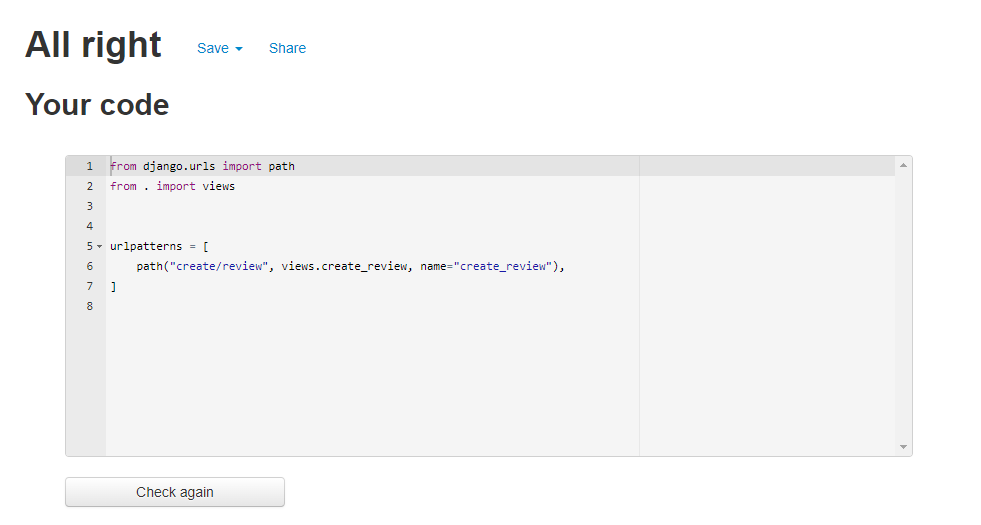 All right Save Share
Your code
1 from django.urls import path
2 from . import views
3
4
5 urlpatterns = [
6     path("create/review", views.create_review, name="create_review"),
7 ]
8
Check again